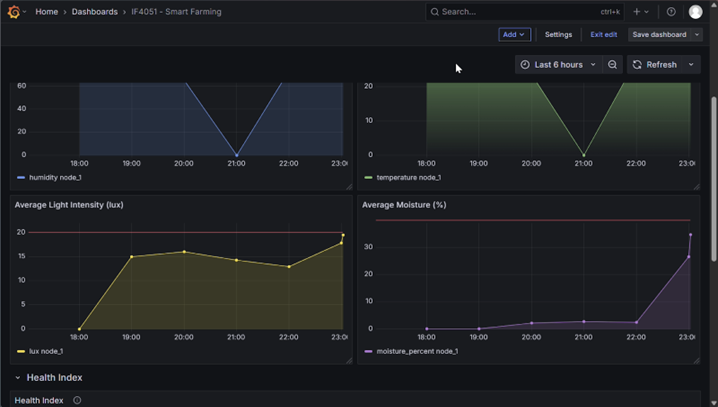 Home › Dashboards › IF4051 - Smart Farming
Search... ctrl+k
Add Settings Exit edit Save dashboard
Last 6 hours Refresh
60
40
20
0
18:00 19:00 20:00 21:00 22:00 23:0
humidity node_1
20
10
0
18:00 19:00 20:00 21:00 22:00 23:0
temperature node_1
Average Light Intensity (lux)
20
15
10
5
0
18:00 19:00 20:00 21:00 22:00 23:0
lux node_1
Average Moisture (%)
30
20
10
0
18:00 19:00 20:00 21:00 22:00 23:0
moisture_percent node_1
Health Index
Health Index